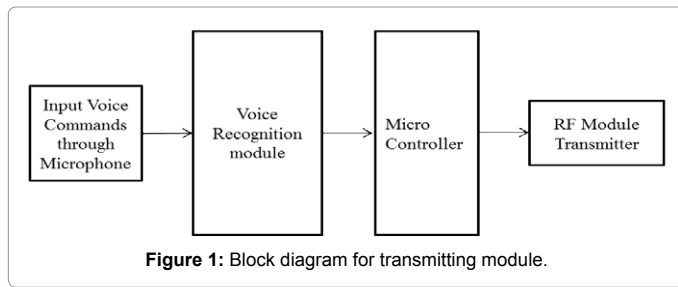 Input Voice
Commands
through
Microphone
Voice
Recognition
module
Micro
Controller
RF Module
Transmitter
Figure 1: Block diagram for transmitting module.